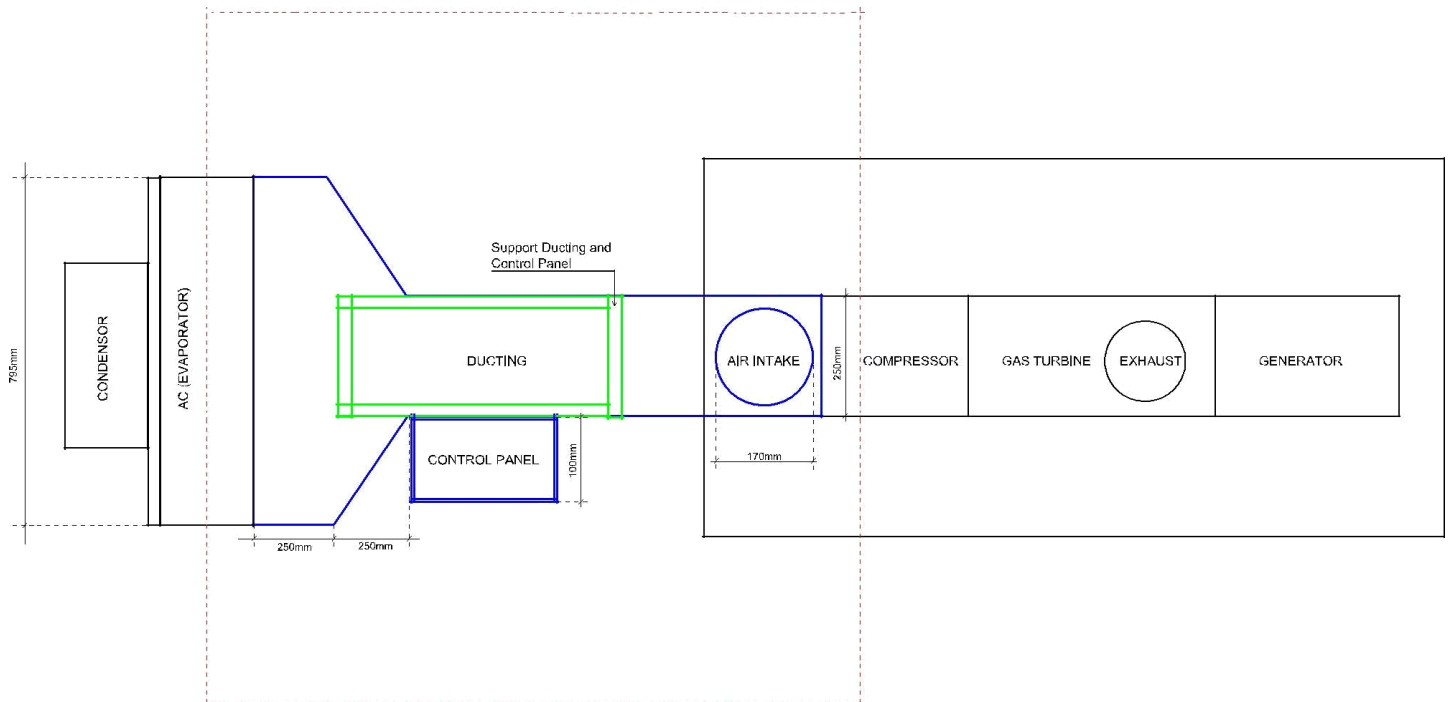 Support Ducting and
Control Panel
795mm
CONDENSOR
AC (EVAPORATOR)
DUCTING
AIR INTAKE
250mm
COMPRESSOR
GAS TURBINE
EXHAUST
GENERATOR
CONTROL PANEL
100mm
170mm
250mm
250mm